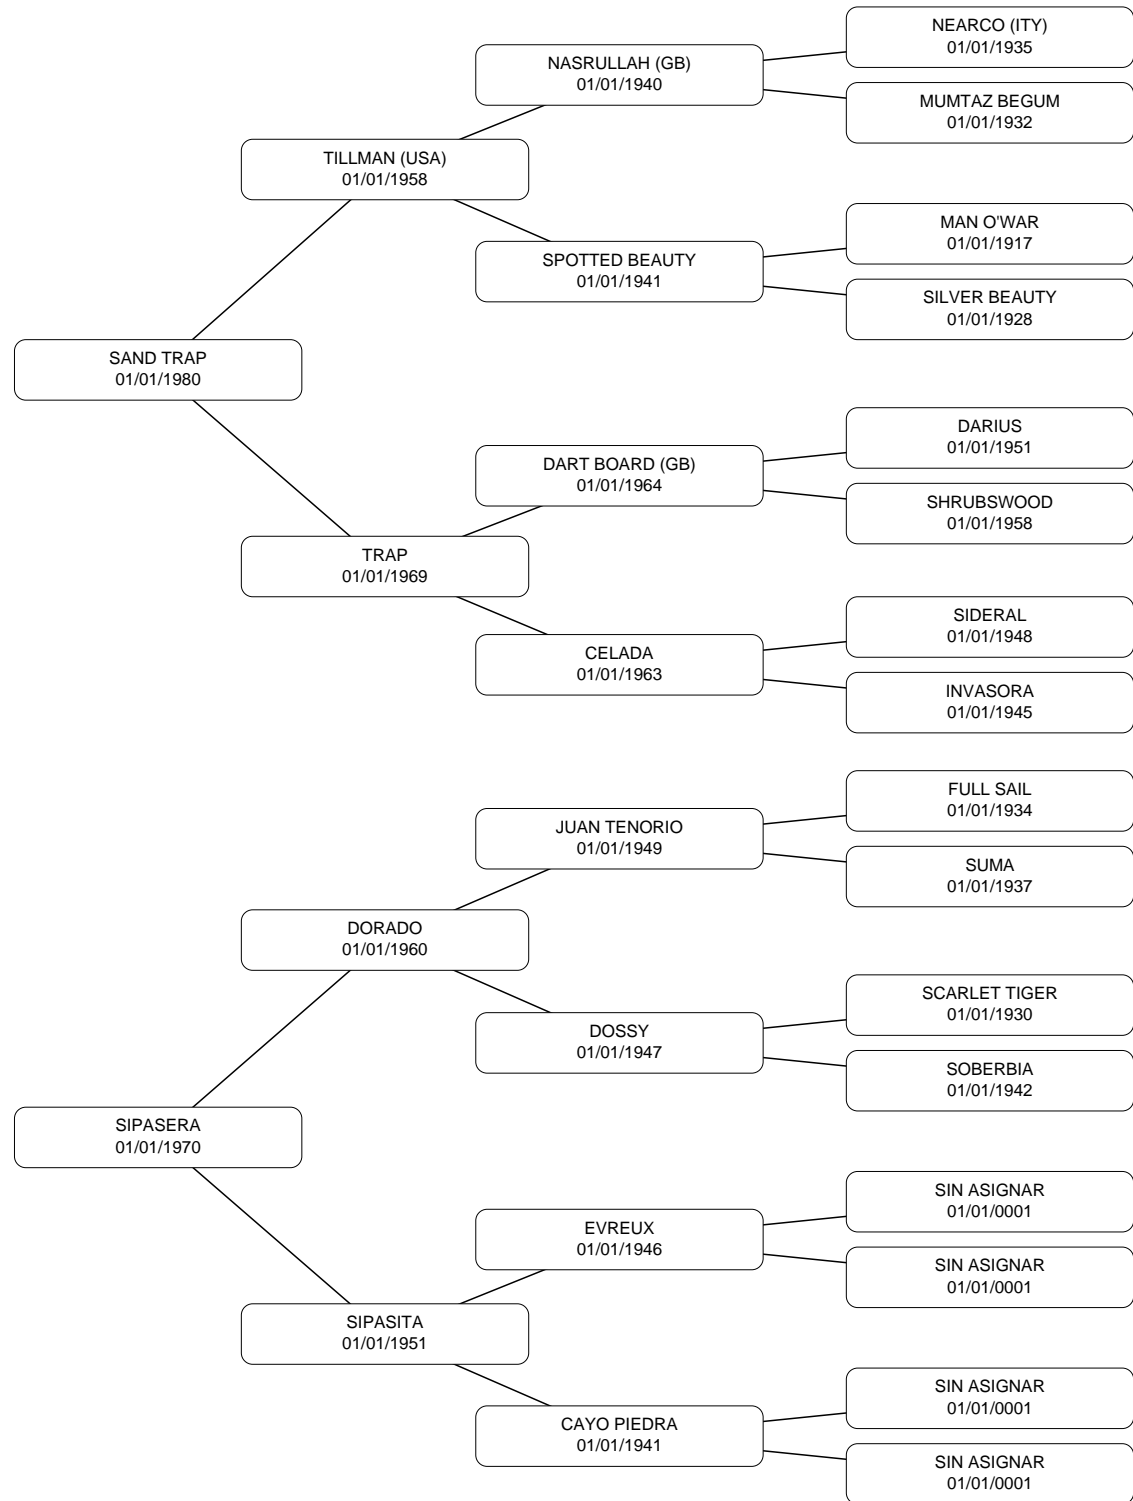 NEARCO (ITY)
01/01/1935
NASRULLAH (GB)
01/01/1940
MUMTAZ BEGUM
01/01/1932
TILLMAN (USA)
01/01/1958
MAN O'WAR
01/01/1917
SPOTTED BEAUTY
01/01/1941
SILVER BEAUTY
01/01/1928
SAND TRAP
01/01/1980
DARIUS
01/01/1951
DART BOARD (GB)
01/01/1964
SHRUBSWOOD
01/01/1958
TRAP
01/01/1969
SIDERAL
01/01/1948
CELADA
01/01/1963
INVASORA
01/01/1945
FULL SAIL
01/01/1934
JUAN TENORIO
01/01/1949
SUMA
01/01/1937
DORADO
01/01/1960
SCARLET TIGER
01/01/1930
DOSSY
01/01/1947
SOBERBIA
01/01/1942
SIPASERA
01/01/1970
SIN ASIGNAR
01/01/0001
EVREUX
01/01/1946
SIN ASIGNAR
01/01/0001
SIPASITA
01/01/1951
SIN ASIGNAR
01/01/0001
CAYO PIEDRA
01/01/1941
SIN ASIGNAR
01/01/0001